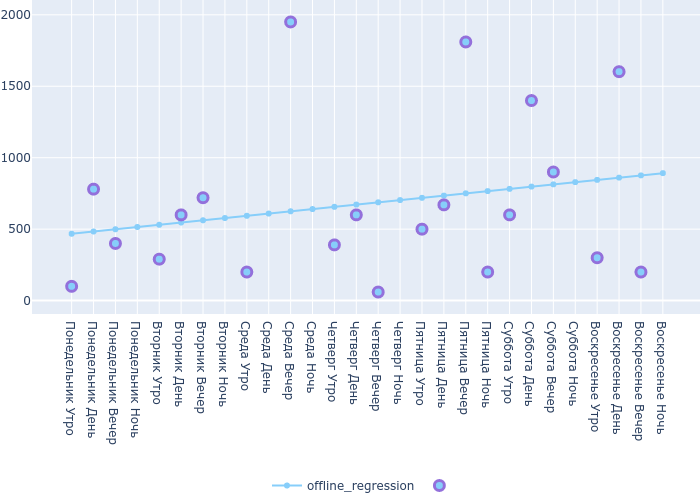 2000
1500
1000
500
0
Понедельник Утро
Понедельник День
Понедельник Вечер
Понедельник Ночь
Вторник Утро
Вторник День
Вторник Вечер
Вторник Ночь
Среда Утро
Среда День
Среда Вечер
Среда Ночь
Четверг Утро
Четверг День
Четверг Вечер
Четверг Ночь
Пятница Утро
Пятница День
Пятница Вечер
Пятница Ночь
Суббота Утро
Суббота День
Суббота Вечер
Суббота Ночь
Воскресенье Утро
Воскресенье День
Воскресенье Вечер
Воскресенье Ночь
offline_regression